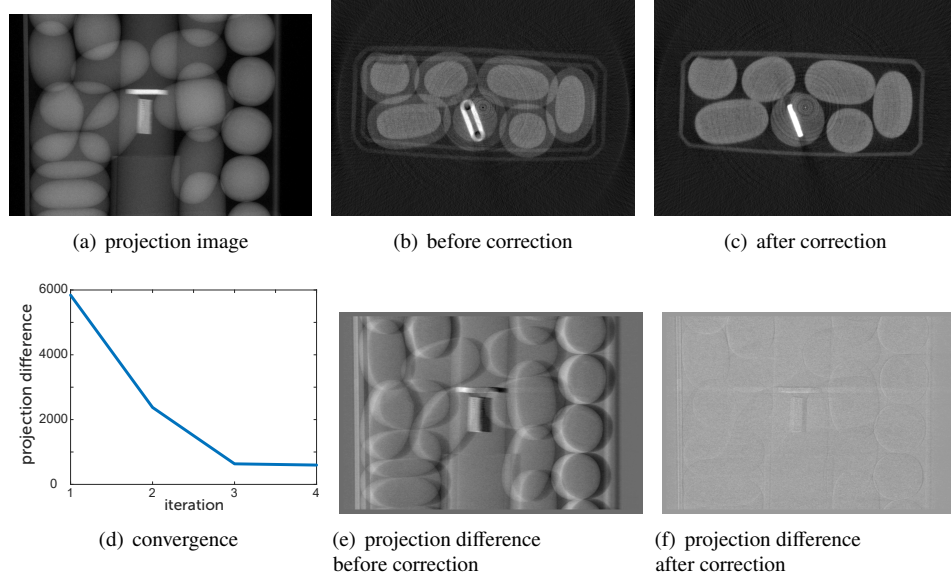 (a) projection image
(b) before correction
(c) after correction
6000
4000
2000
0
1
2
3
4
projection difference
iteration
(d) convergence
(e) projection difference
before correction
(f) projection difference
after correction